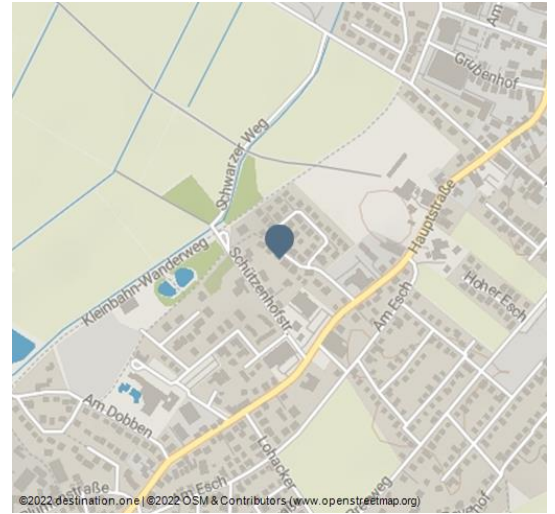 Am
Grubenhof
Schwarzer Weg
Hauptstraße
Kleinbahn-Wanderweg
Schützenhofstr.
Hoher Esch
Am Esch
Am Dobben
Lohacker
Esch
©2022 destination.one | ©2022 OSM & Contributors (www.openstreetmap.org)